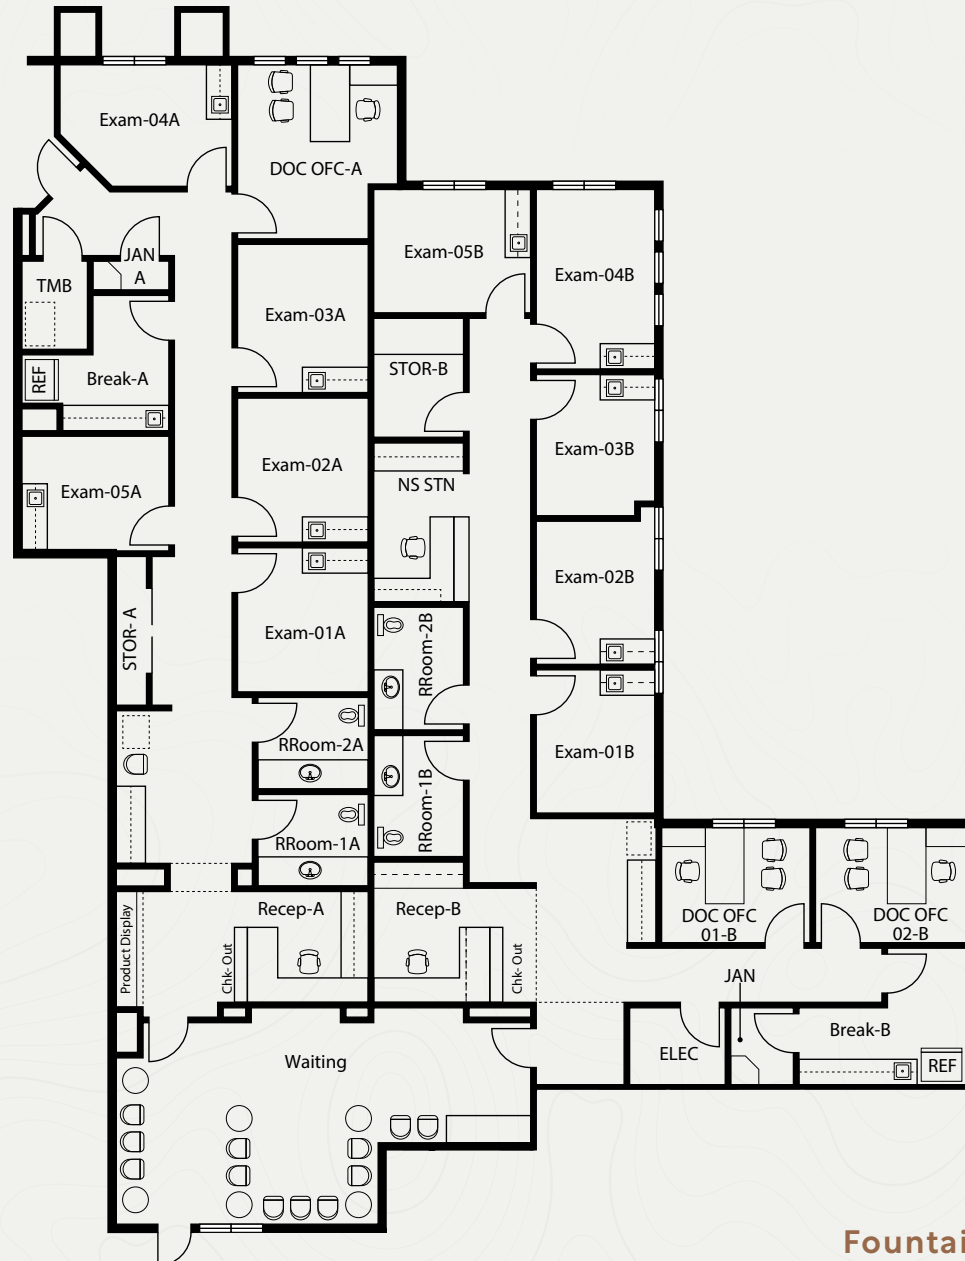 Exam-04A
DOC OFC-A
JAN
A
TMB
Exam-05B
Exam-04B
Exam-03A
REF
Break-A
STOR-B
Exam-03B
Exam-02A
NS STN
Exam-05A
Exam-02B
STOR- A
Exam-01A
RRoom-2B
RRoom-2A
Exam-01B
RRoom-1B
RRoom-1A
Product Display
Recep-A
Chk- Out
Recep-B
Chk- Out
DOC OFC
01-B
DOC OFC
02-B
JAN
Waiting
ELEC
Break-B
REF
Fountai